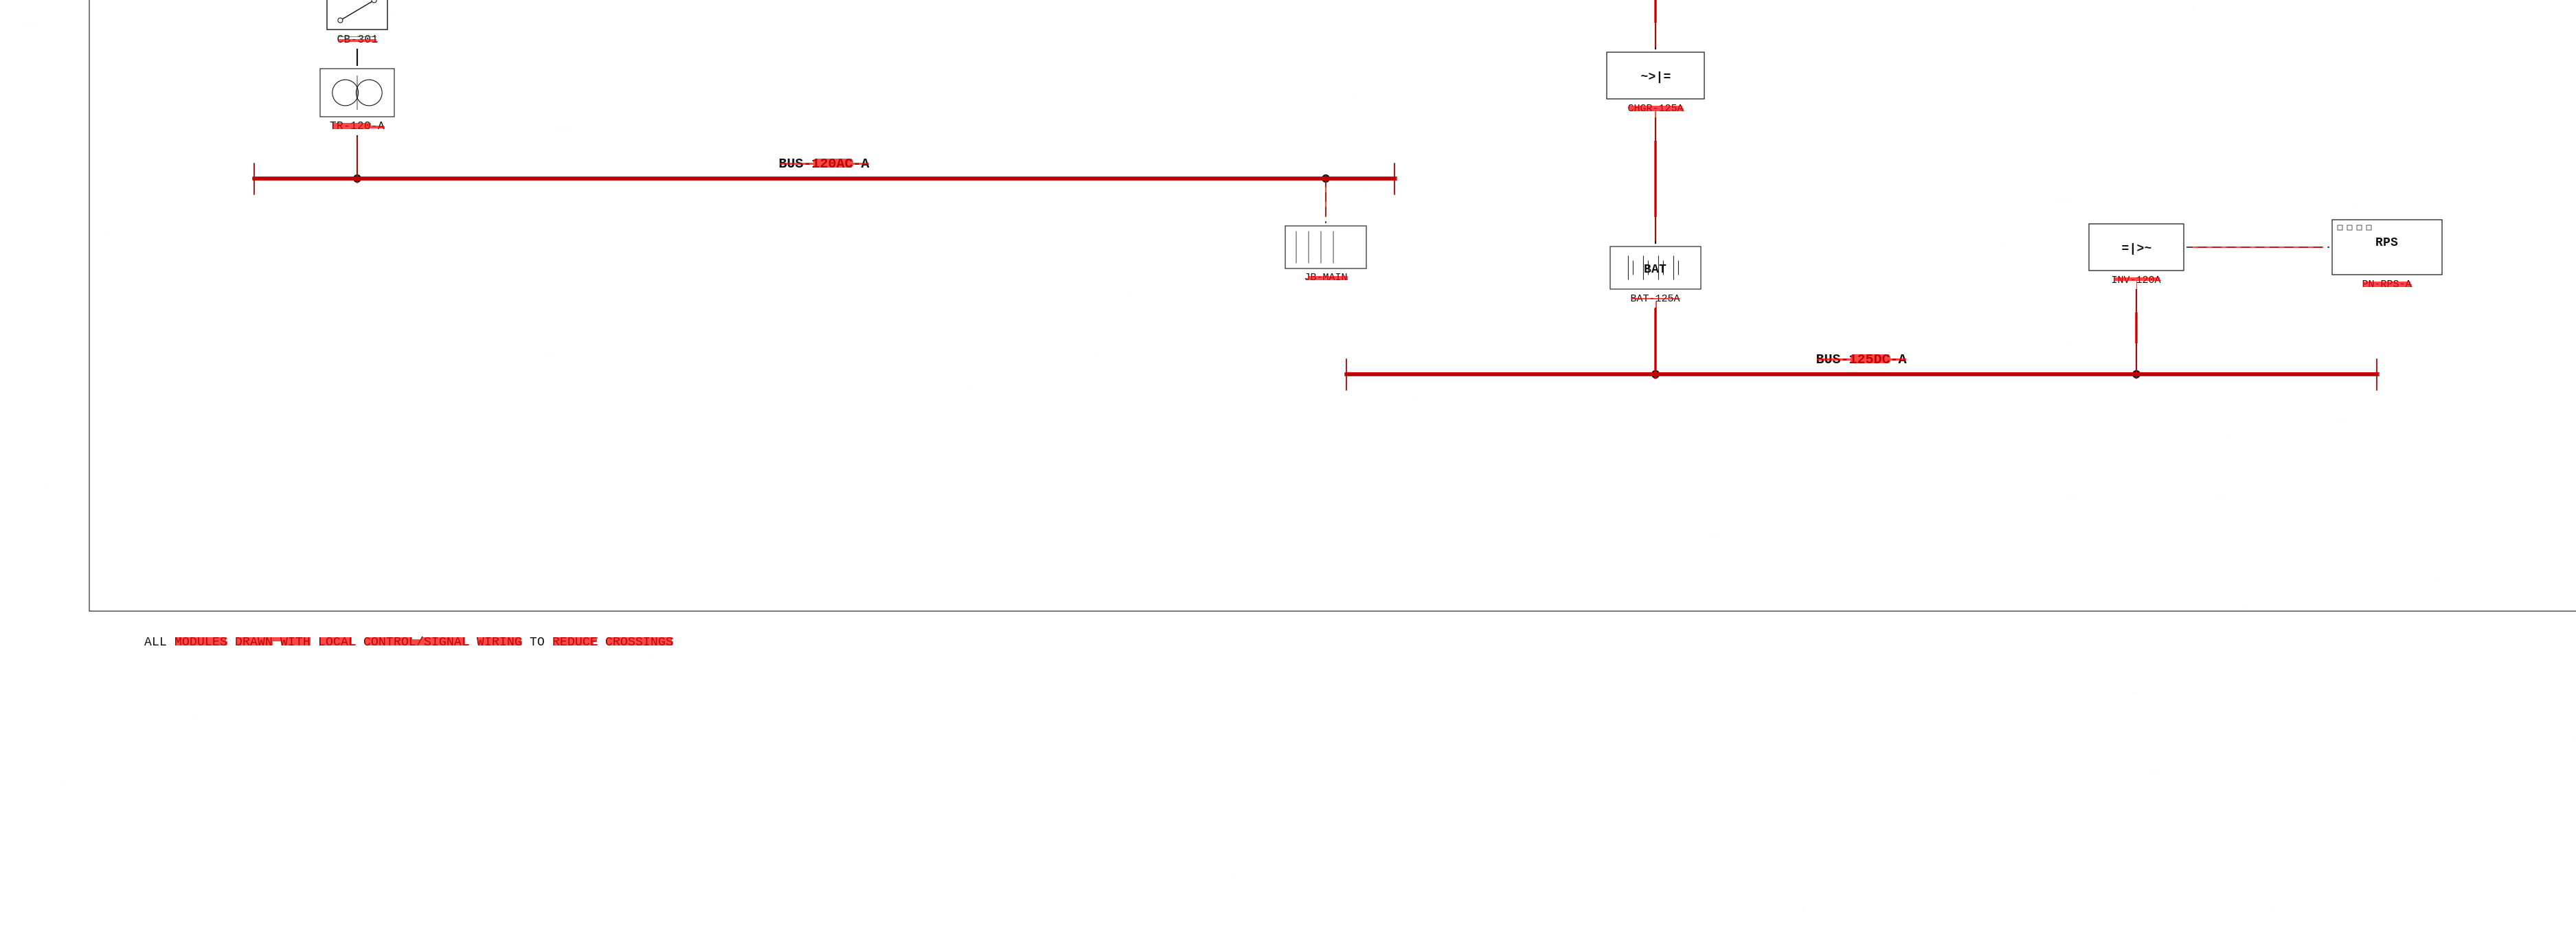 CB-301
~>|=
CHGR-125A
TR-120-A
BUS-120AC-A
=|>~
RPS
BAT
JB-MAIN
INV-120A
PN-RPS-A
BAT-125A
BUS-125DC-A
ALL MODULES DRAWN WITH LOCAL CONTROL/SIGNAL WIRING TO REDUCE CROSSINGS